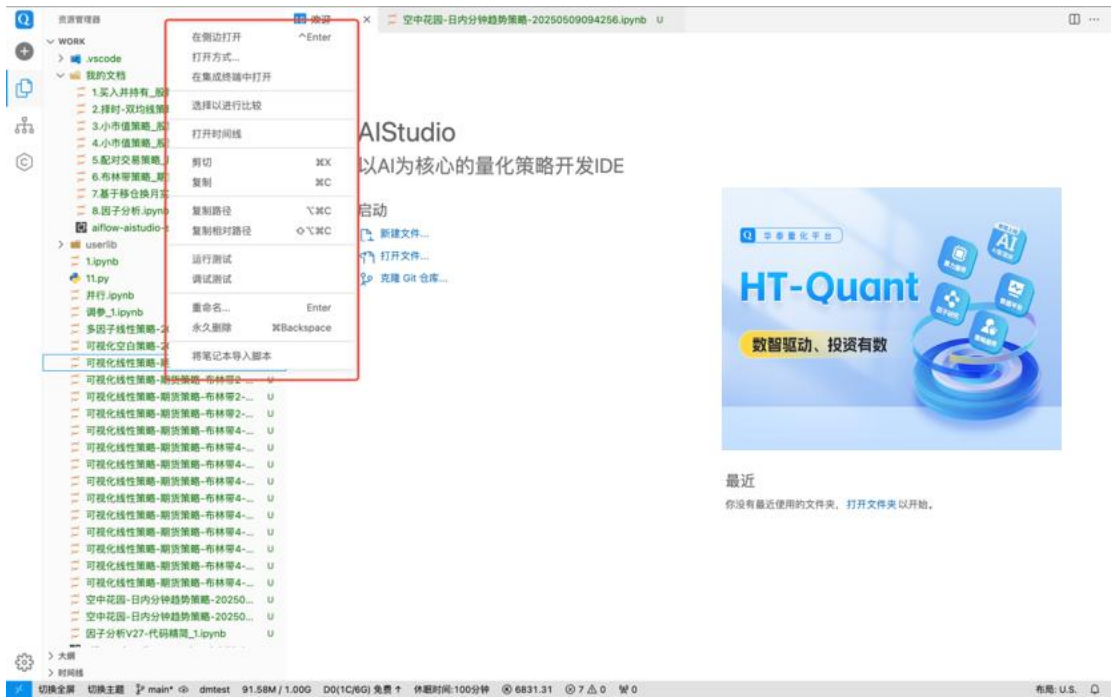 资源管理器
欢迎
空中花园-日内分钟趋势策略-20250509094256.ipynb U
WORK
.vscode
我的文档
1.买入并持有_股
2.择时-双均线策
3.小市值策略_股
4.小市值策略_股
5.配对交易策略_
6.布林带策略_期
7.基于移仓换月实
8.因子分析.ipynb
aiflow-aistudio-s
userlib
1.ipynb
11.py
并行.ipynb
调参_1.ipynb
多因子线性策略-2
可视化空白策略-2
可视化线性策略-期
可视化线性策略-期货策略-布林带2-... U
可视化线性策略-期货策略-布林带2-... U
可视化线性策略-期货策略-布林带2-... U
可视化线性策略-期货策略-布林带4-... U
可视化线性策略-期货策略-布林带4-... U
可视化线性策略-期货策略-布林带4-... U
可视化线性策略-期货策略-布林带4-... U
可视化线性策略-期货策略-布林带4-... U
可视化线性策略-期货策略-布林带4-... U
可视化线性策略-期货策略-布林带4-... U
可视化线性策略-期货策略-布林带4-... U
可视化线性策略-期货策略-布林带4-... U
可视化线性策略-期货策略-布林带4-... U
空中花园-日内分钟趋势策略-20250... U
空中花园-日内分钟趋势策略-20250... U
因子分析V27-代码精简_1.ipynb U
大纲
时间线
在侧边打开 ^Enter
打开方式...
在集成终端中打开
选择以进行比较
打开时间线
剪切 ⌘X
复制 ⌘C
复制路径 ⌥⌘C
复制相对路径 ⇧⌥⌘C
运行测试
调试测试
重命名... Enter
永久删除 ⌘Backspace
将笔记本导入脚本
AIStudio
以AI为核心的量化策略开发IDE
启动
新建文件...
打开文件...
克隆 Git 仓库...
华泰量化平台
HT-Quant
数智驱动、投资有数
AI
最近
你没有最近使用的文件夹，打开文件夹以开始。
切换全屏 切换主题 main* dmtest 91.58M / 1.00G D0(1C/6G) 免费 休眠时间:100分钟 6831.31 7 0 0 布局: U.S.